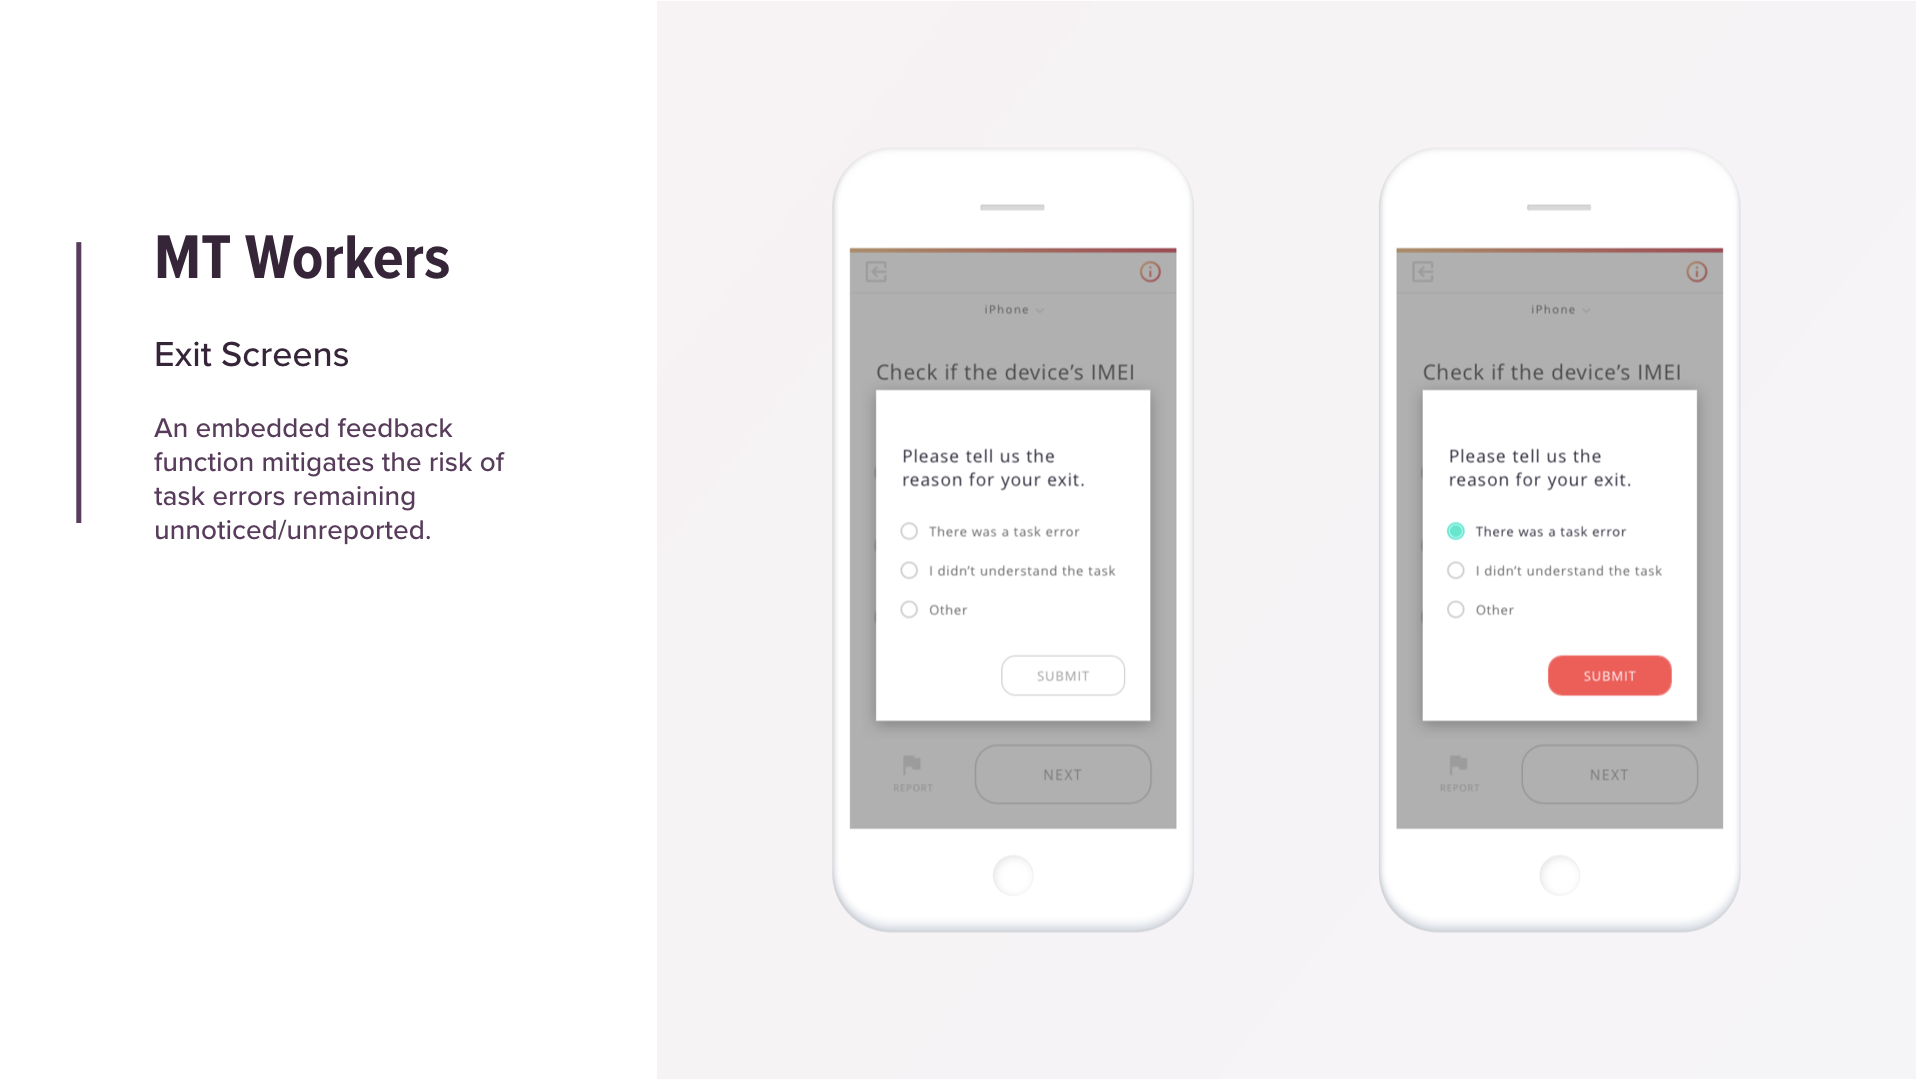 MT Workers
Exit Screens
An embedded feedback
function mitigates the risk of
task errors remaining
unnoticed/unreported.
iPhone
Check if the device's IMEI
Please tell us the
reason for your exit.
There was a task error
I didn't understand the task
Other
SUBMIT
REPORT
NEXT
iPhone
Check if the device's IMEI
Please tell us the
reason for your exit.
There was a task error
I didn't understand the task
Other
SUBMIT
REPORT
NEXT